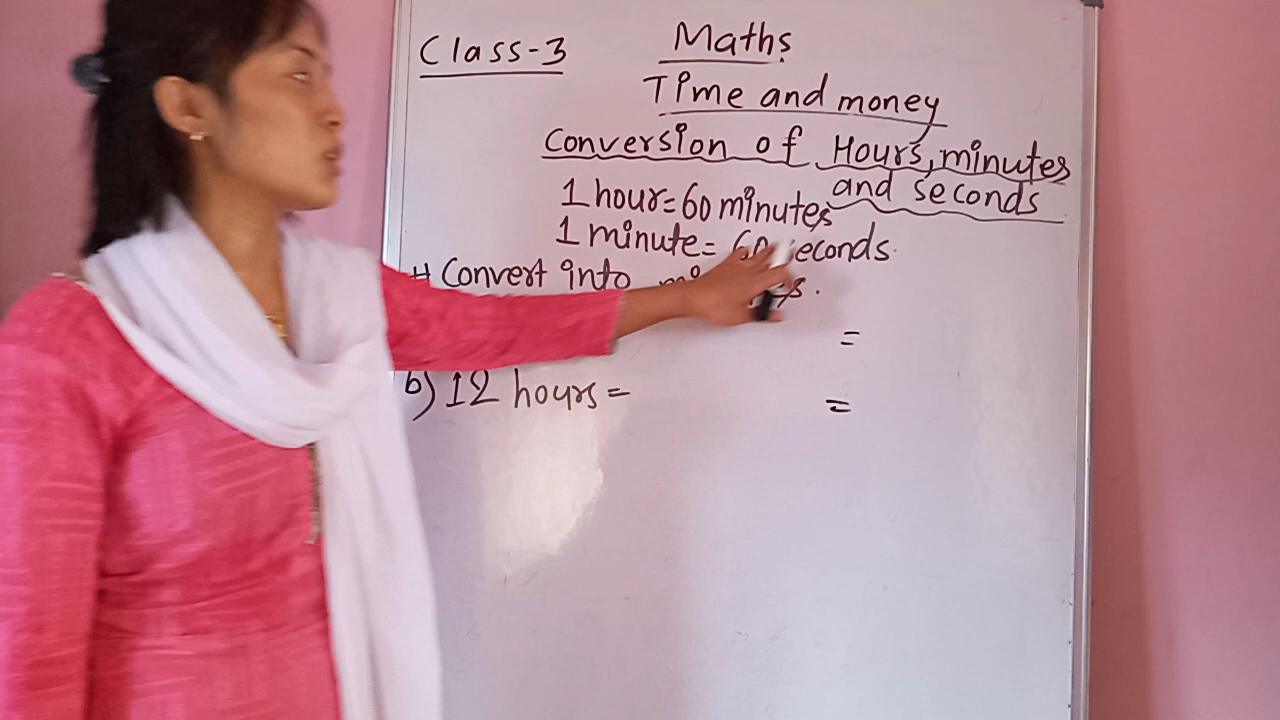 Class-3
Maths
Time and money
Conversion of Hours, minutes
and seconds
1 hour = 60 minutes
1 minute = 60 seconds.
# Convert into
=
b) 12 hours =
=